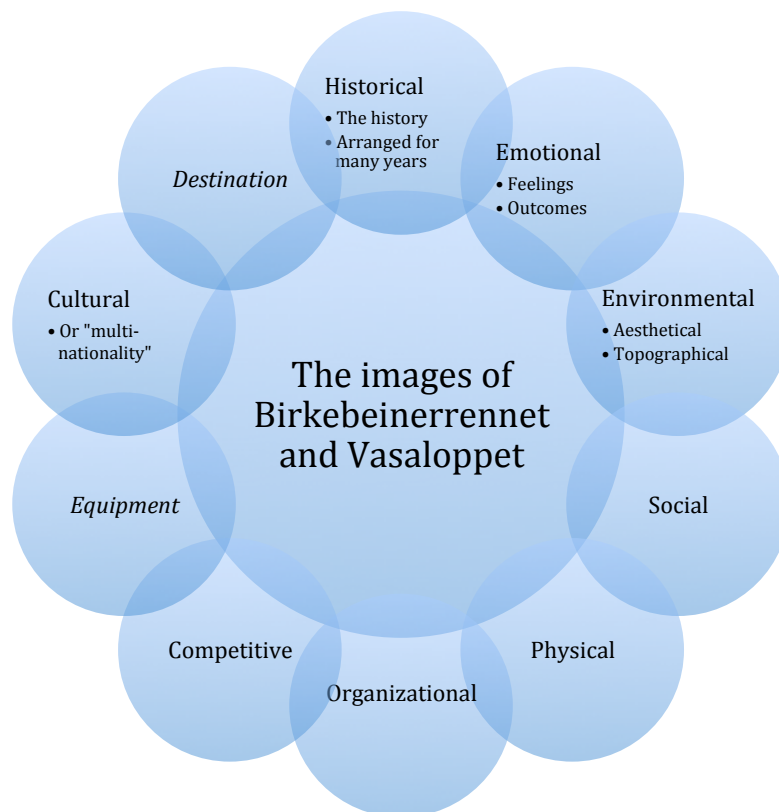 Historical
• The history
• Arranged for
many years
Emotional
• Feelings
• Outcomes
Environmental
• Aesthetical
• Topographical
Social
Physical
Organizational
Competitive
Equipment
Cultural
• Or "multi-
nationality"
Destination
The images of
Birkebeinerrennet
and Vasaloppet